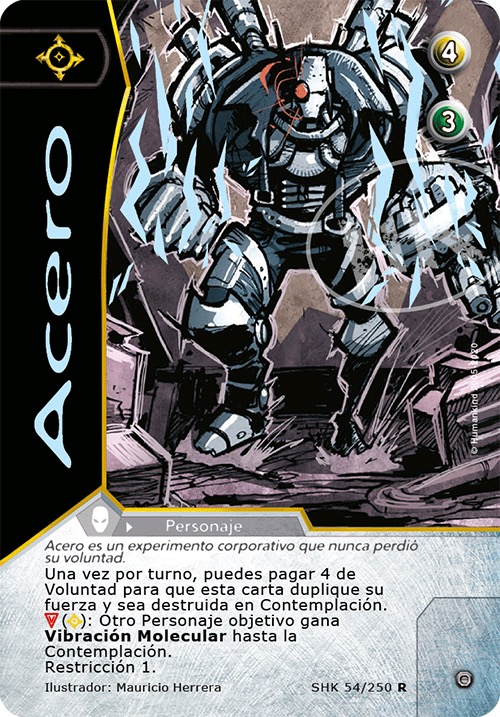 4
3
Acero
Personaje
Acero es un experimento corporativo que nunca perdió
su voluntad.
Una vez por turno, puedes pagar 4 de
Voluntad para que esta carta duplique su
fuerza y sea destruida en Contemplación.
( ): Otro Personaje objetivo gana
Vibración Molecular hasta la
Contemplación.
Restricción 1.
Ilustrador: Mauricio Herrera
SHK 54/250 R
© Humankind